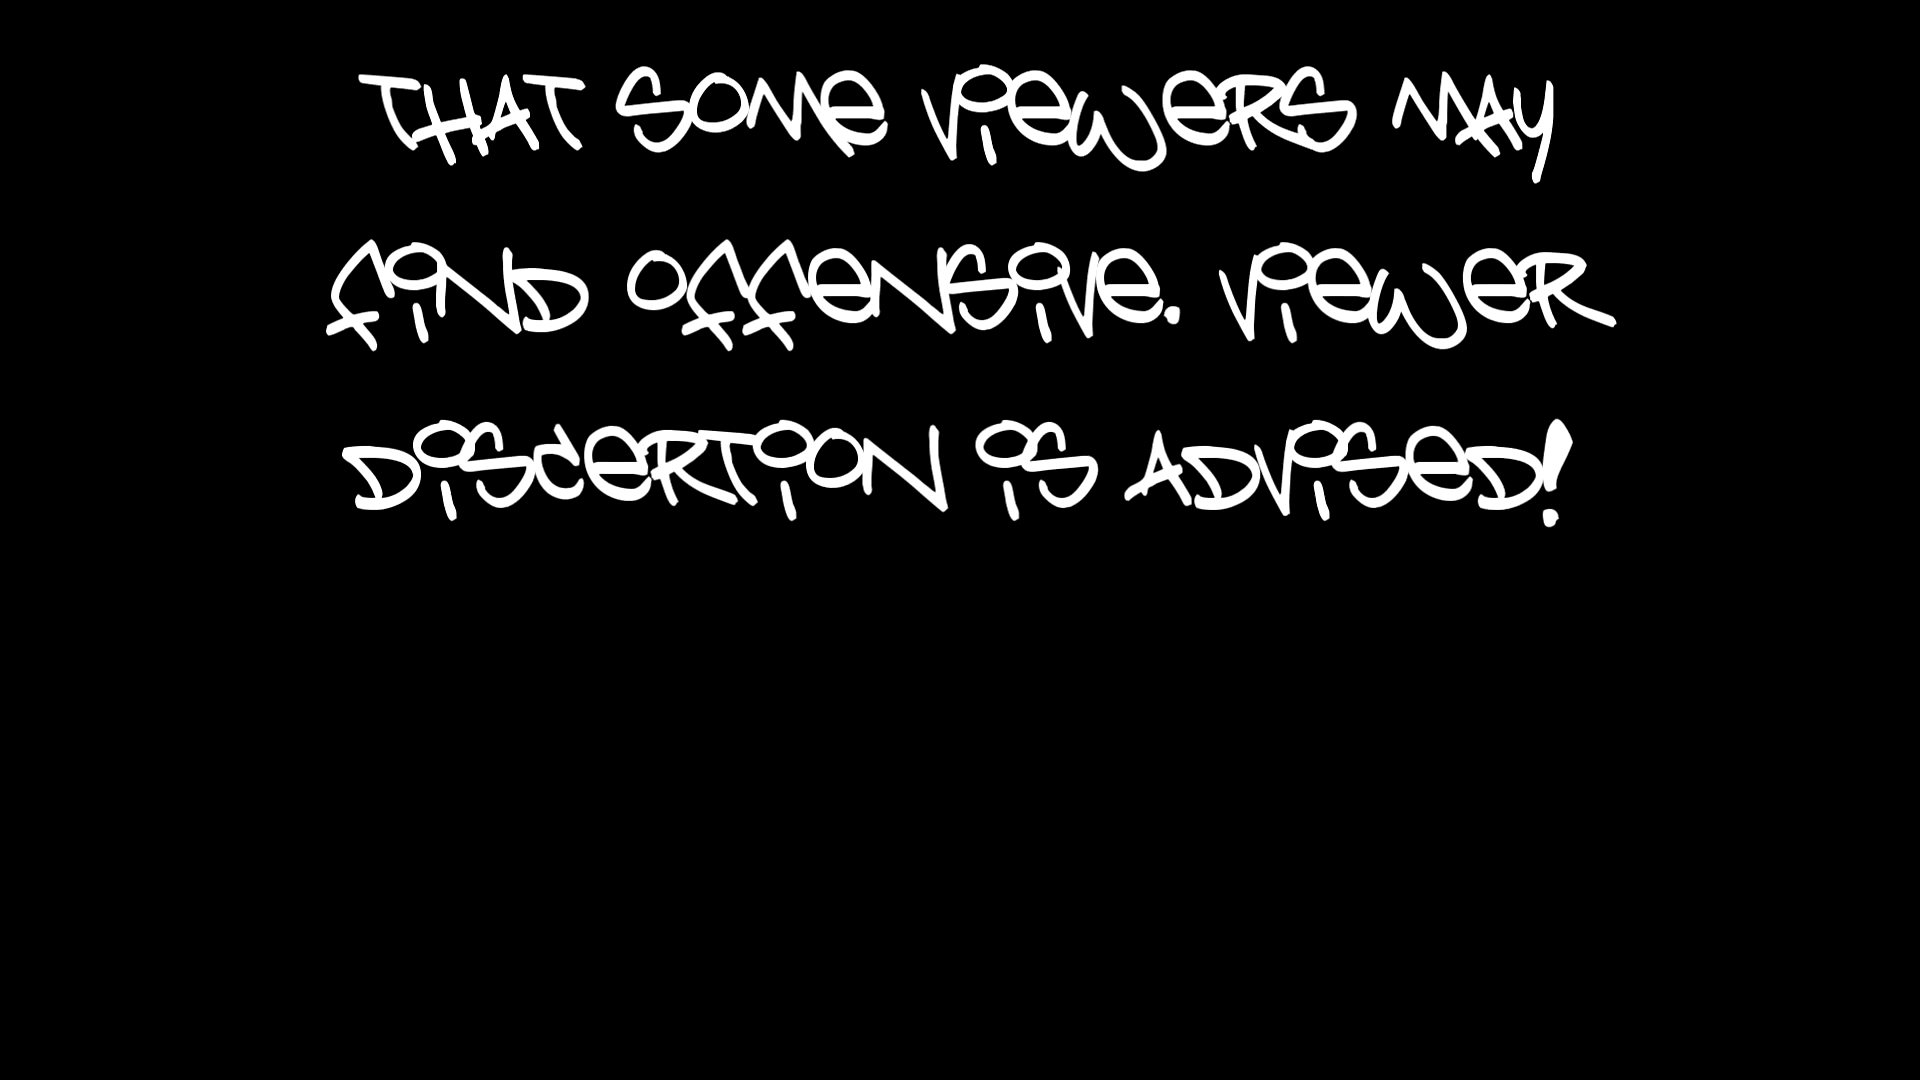 THAT SOME VIEWERS MAY
FIND OFFENSIVE. VIEWER
DISCERTION IS ADVISED!